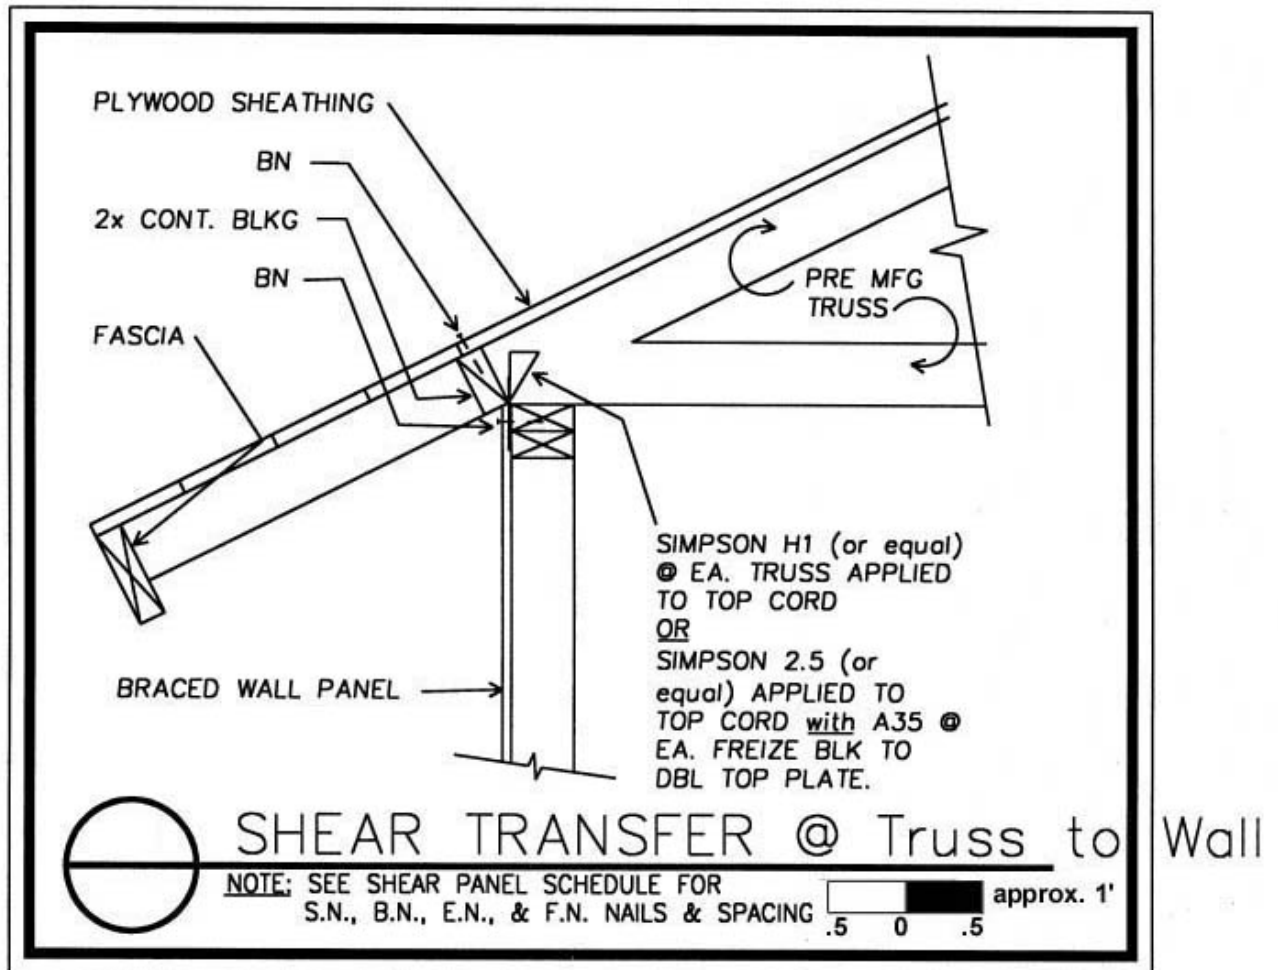 PLYWOOD SHEATHING
BN
2x CONT. BLKG
BN
FASCIA
PRE MFG
TRUSS
SIMPSON H1 (or equal)
@ EA. TRUSS APPLIED
TO TOP CORD
OR
SIMPSON 2.5 (or
equal) APPLIED TO
TOP CORD with A35 @
EA. FREIZE BLK TO
DBL TOP PLATE.
BRACED WALL PANEL
SHEAR TRANSFER @ Truss to Wall
NOTE: SEE SHEAR PANEL SCHEDULE FOR
S.N., B.N., E.N., & F.N. NAILS & SPACING
approx. 1'
.5 0 .5